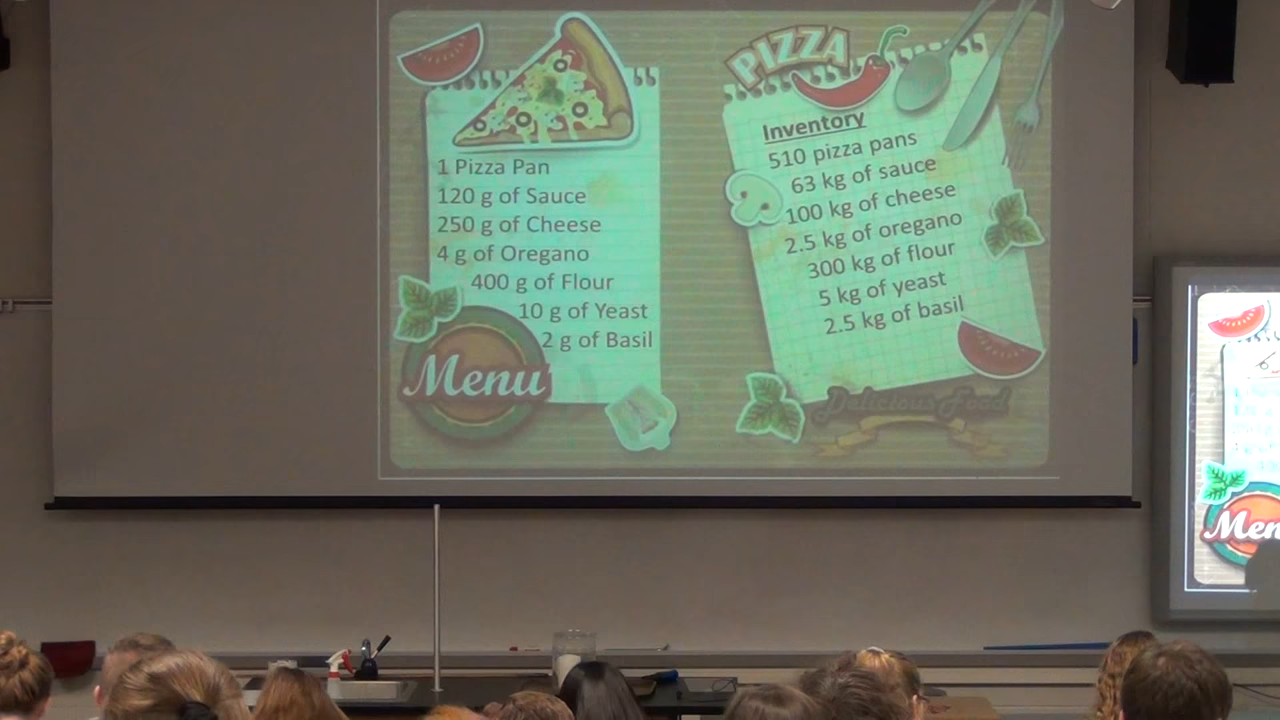 1 Pizza Pan
120 g of Sauce
250 g of Cheese
4 g of Oregano
400 g of Flour
10 g of Yeast
2 g of Basil
Menu
PIZZA
Inventory
510 pizza pans
63 kg of sauce
100 kg of cheese
2.5 kg of oregano
300 kg of flour
5 kg of yeast
2.5 kg of basil
Delicious Food
Men